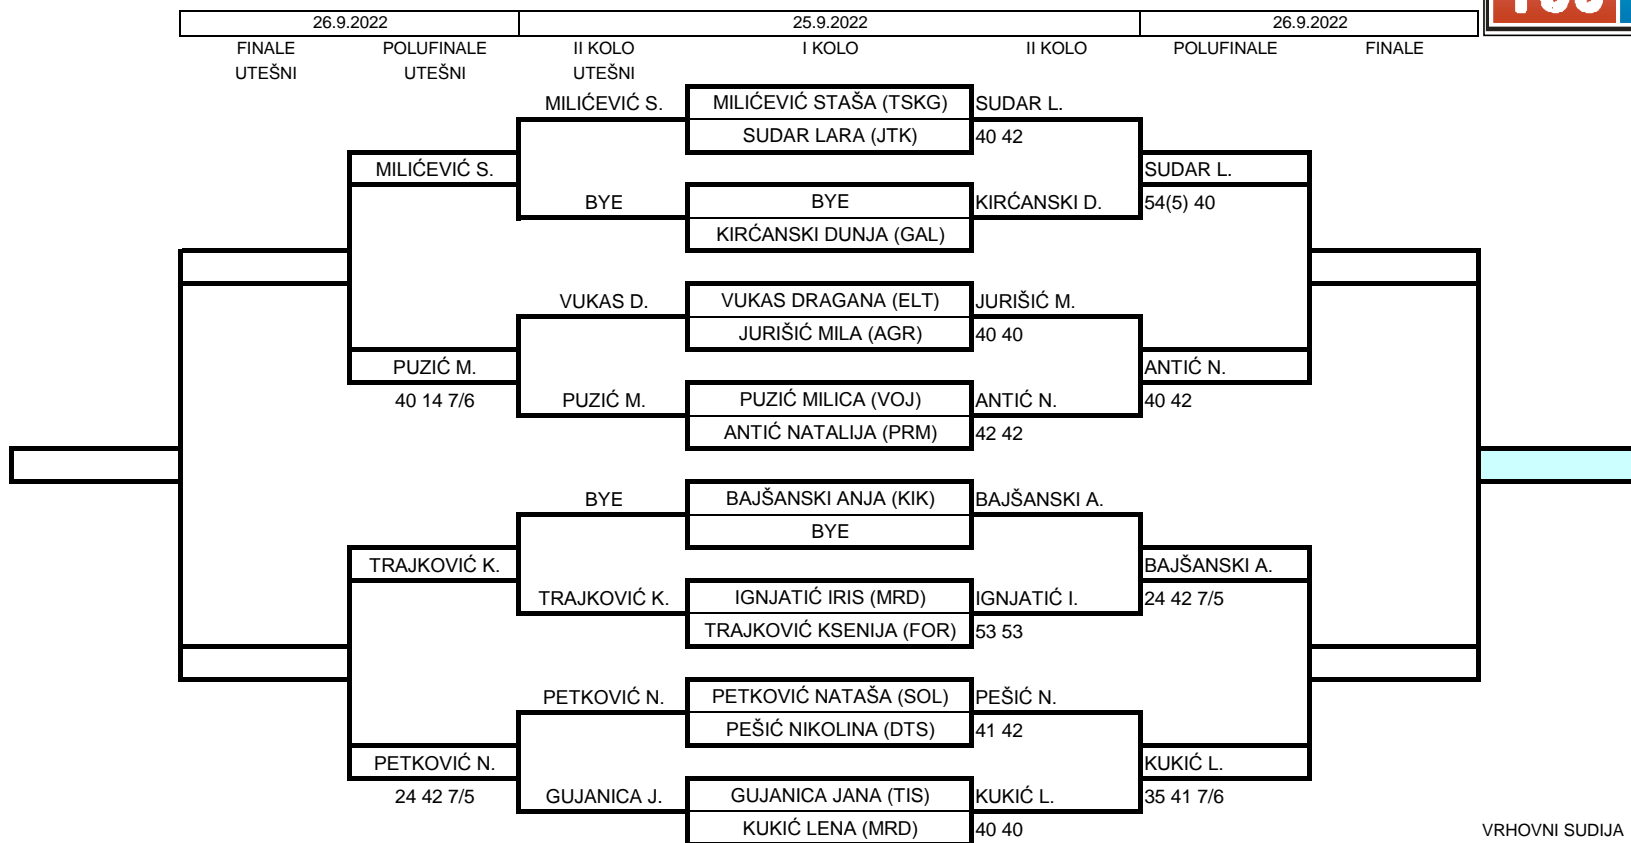 26.9.2022 25.9.2022 26.9.2022
FINALE POLUFINALE II KOLO I KOLO II KOLO POLUFINALE FINALE
UTEŠNI UTEŠNI UTEŠNI
MILIĆEVIĆ S. MILIĆEVIĆ STAŠA (TSKG) SUDAR L.
SUDAR LARA (JTK) 40 42
MILIĆEVIĆ S. SUDAR L.
BYE BYE KIRĆANSKI D. 54(5) 40
KIRĆANSKI DUNJA (GAL)
VUKAS D. VUKAS DRAGANA (ELT) JURIŠIĆ M.
JURIŠIĆ MILA (AGR) 40 40
PUZIĆ M. ANTIĆ N.
40 14 7/6 PUZIĆ M. PUZIĆ MILICA (VOJ) ANTIĆ N. 40 42
ANTIĆ NATALIJA (PRM) 42 42
BYE BAJŠANSKI ANJA (KIK) BAJŠANSKI A.
BYE
TRAJKOVIĆ K. BAJŠANSKI A.
TRAJKOVIĆ K. IGNJATIĆ IRIS (MRD) IGNJATIĆ I. 24 42 7/5
TRAJKOVIĆ KSENIJA (FOR) 53 53
PETKOVIĆ N. PETKOVIĆ NATAŠA (SOL) PEŠIĆ N.
PEŠIĆ NIKOLINA (DTS) 41 42
PETKOVIĆ N. KUKIĆ L.
24 42 7/5 GUJANICA J. GUJANICA JANA (TIS) KUKIĆ L. 35 41 7/6
KUKIĆ LENA (MRD) 40 40
VRHOVNI SUDIJA